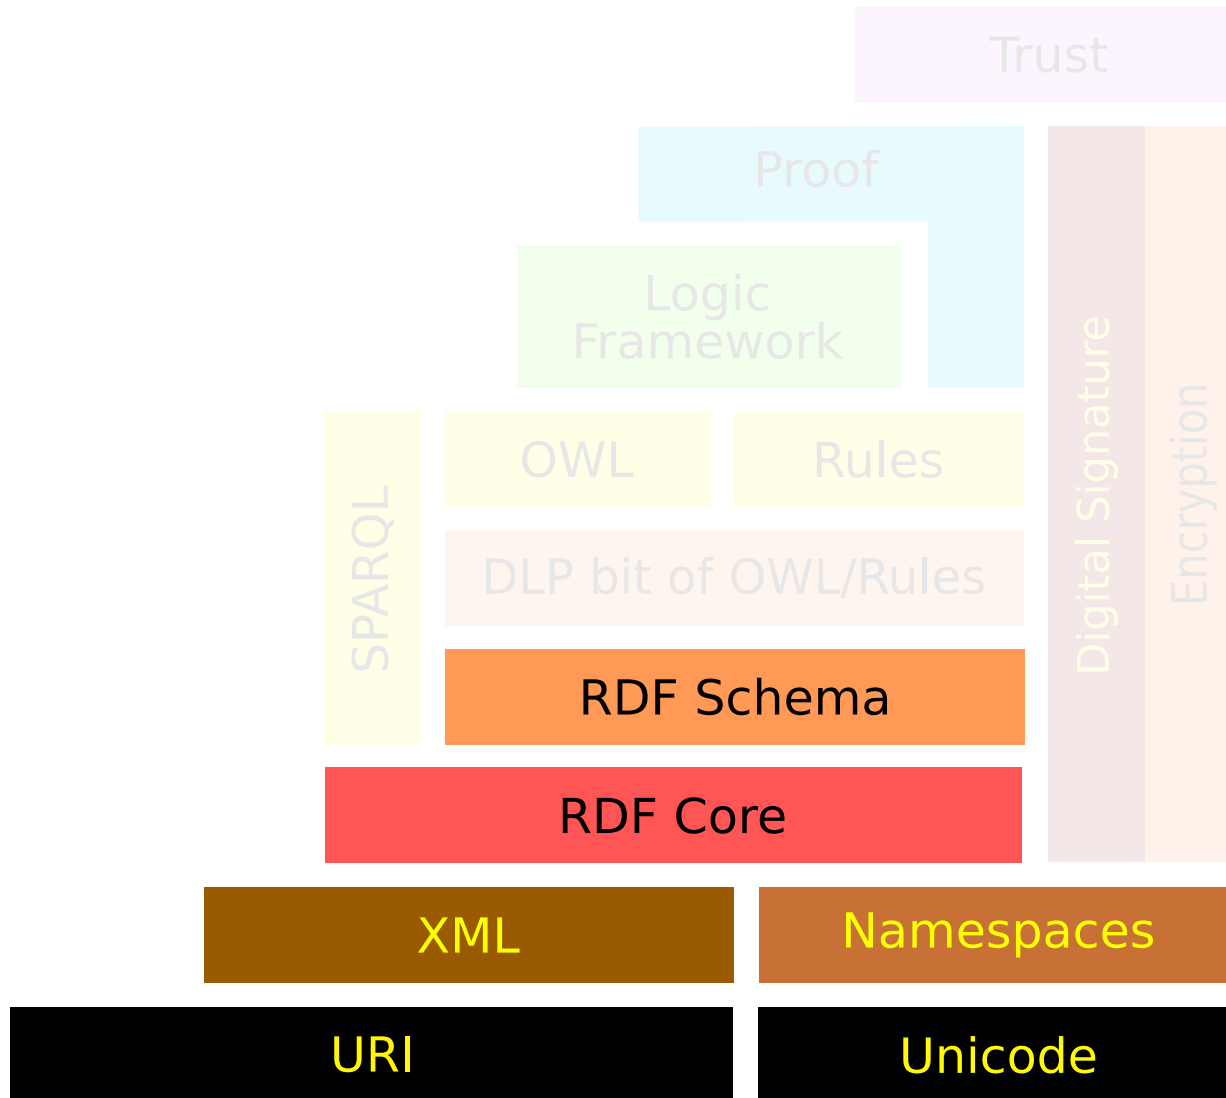 Trust
Proof
Logic
Framework
SPARQL
OWL
Rules
Digital Signature
Encryption
DLP bit of OWL/Rules
RDF Schema
RDF Core
XML
Namespaces
URI
Unicode